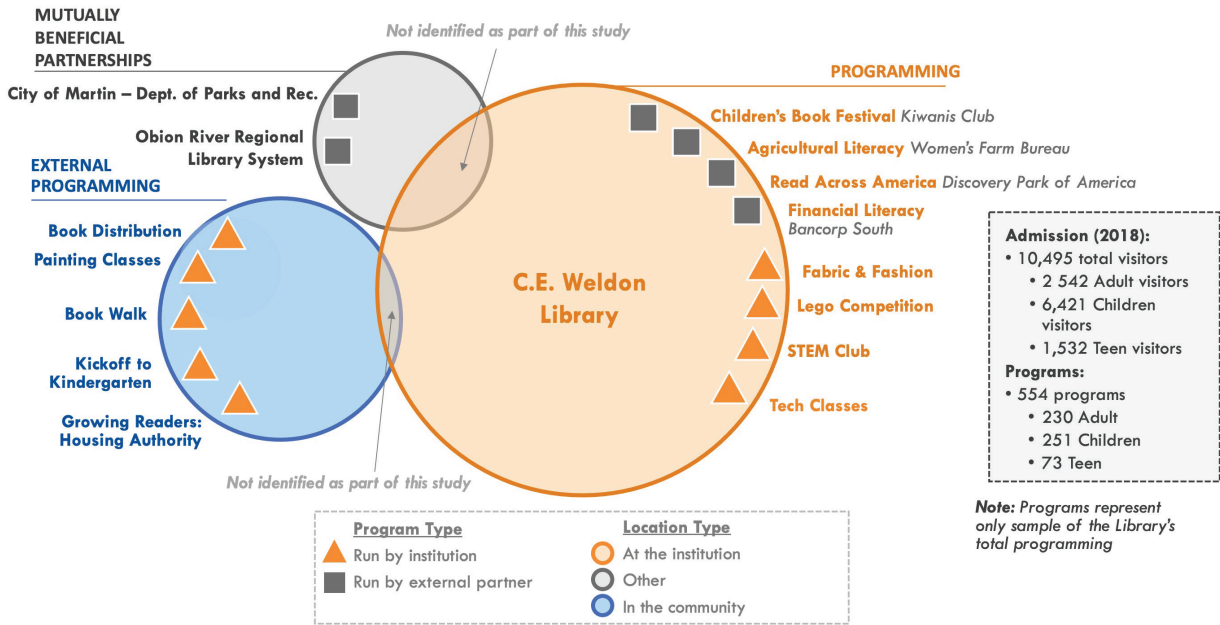 MUTUALLY
BENEFICIAL
PARTNERSHIPS
Not identified as part of this study
City of Martin – Dept. of Parks and Rec.
Obion River Regional
Library System
EXTERNAL
PROGRAMMING
Book Distribution
Painting Classes
Book Walk
Kickoff to
Kindergarten
Growing Readers:
Housing Authority
Not identified as part of this study
C.E. Weldon
Library
PROGRAMMING
Children's Book Festival Kiwanis Club
Agricultural Literacy Women's Farm Bureau
Read Across America Discovery Park of America
Financial Literacy
Bancorp South
Fabric & Fashion
Lego Competition
STEM Club
Tech Classes
Admission (2018):
• 10,495 total visitors
• 2 542 Adult visitors
• 6,421 Children
visitors
• 1,532 Teen visitors
Programs:
• 554 programs
• 230 Adult
• 251 Children
• 73 Teen
Note: Programs represent
only sample of the Library's
total programming
Program Type
Run by institution
Run by external partner
Location Type
At the institution
Other
In the community